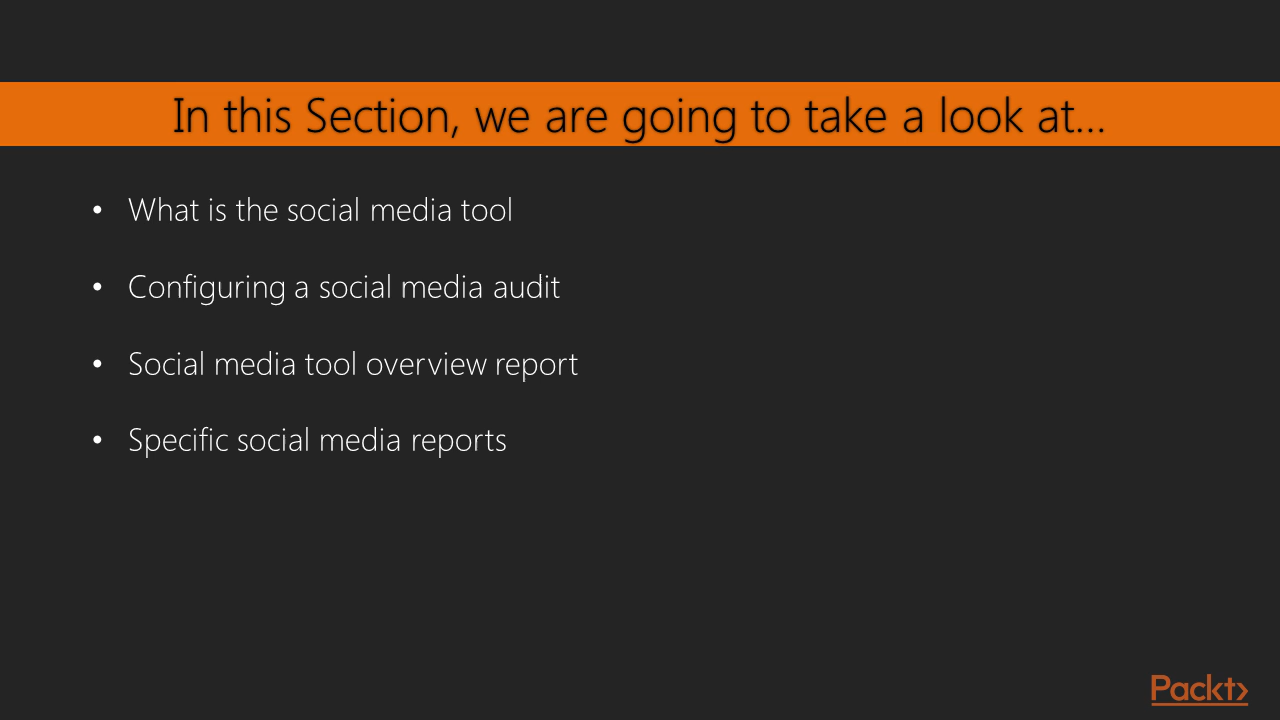 In this Section, we are going to take a look at...
• What is the social media tool
• Configuring a social media audit
• Social media tool overview report
• Specific social media reports
Packt>